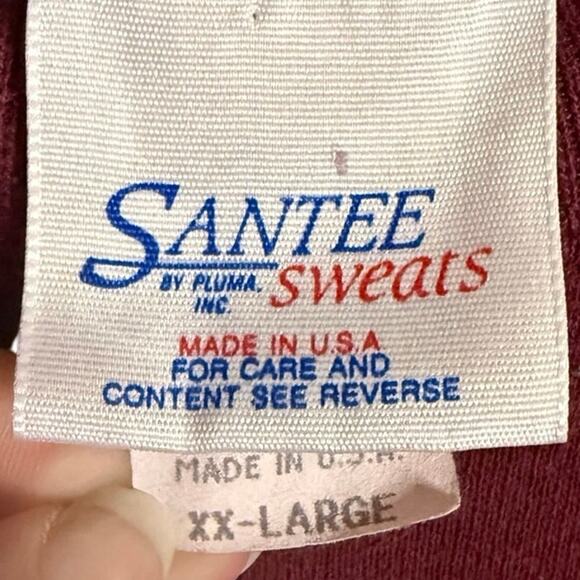 SANTEE
BY PLUMA, sweats
INC.
MADE IN U.S.A
FOR CARE AND
CONTENT SEE REVERSE
MADE IN U.S.A.
XX-LARGE